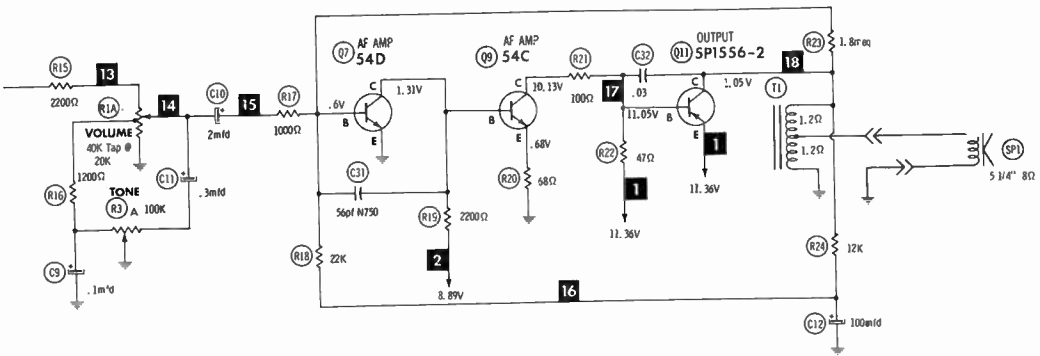 R15
13
2200Ω
R1A
14
C10
15
R17
VOLUME
40K Tap @
20K
2mfd
1000Ω
R16
1200Ω
TONE
R3 A 100K
C11
.3mfd
C9
Q7
AF AMP
54D
C
1.31V
.6V
B
E
C31
56pf N750
R19
2200Ω
2
8.89V
R18
22K
16
Q9
AF AMP
54C
C
10.13V
B
E
.68V
R20
68Ω
R21
100Ω
17
C32
.03
11.05V
R22
47Ω
1
11.36V
Q11
OUTPUT
SP1556-2
C
1.05V
B
E
1
11.36V
18
R23
1.8meg
T1
1.2Ω
1.2Ω
SP1
5 1/4" 8Ω
R24
12K
C12
100mfd